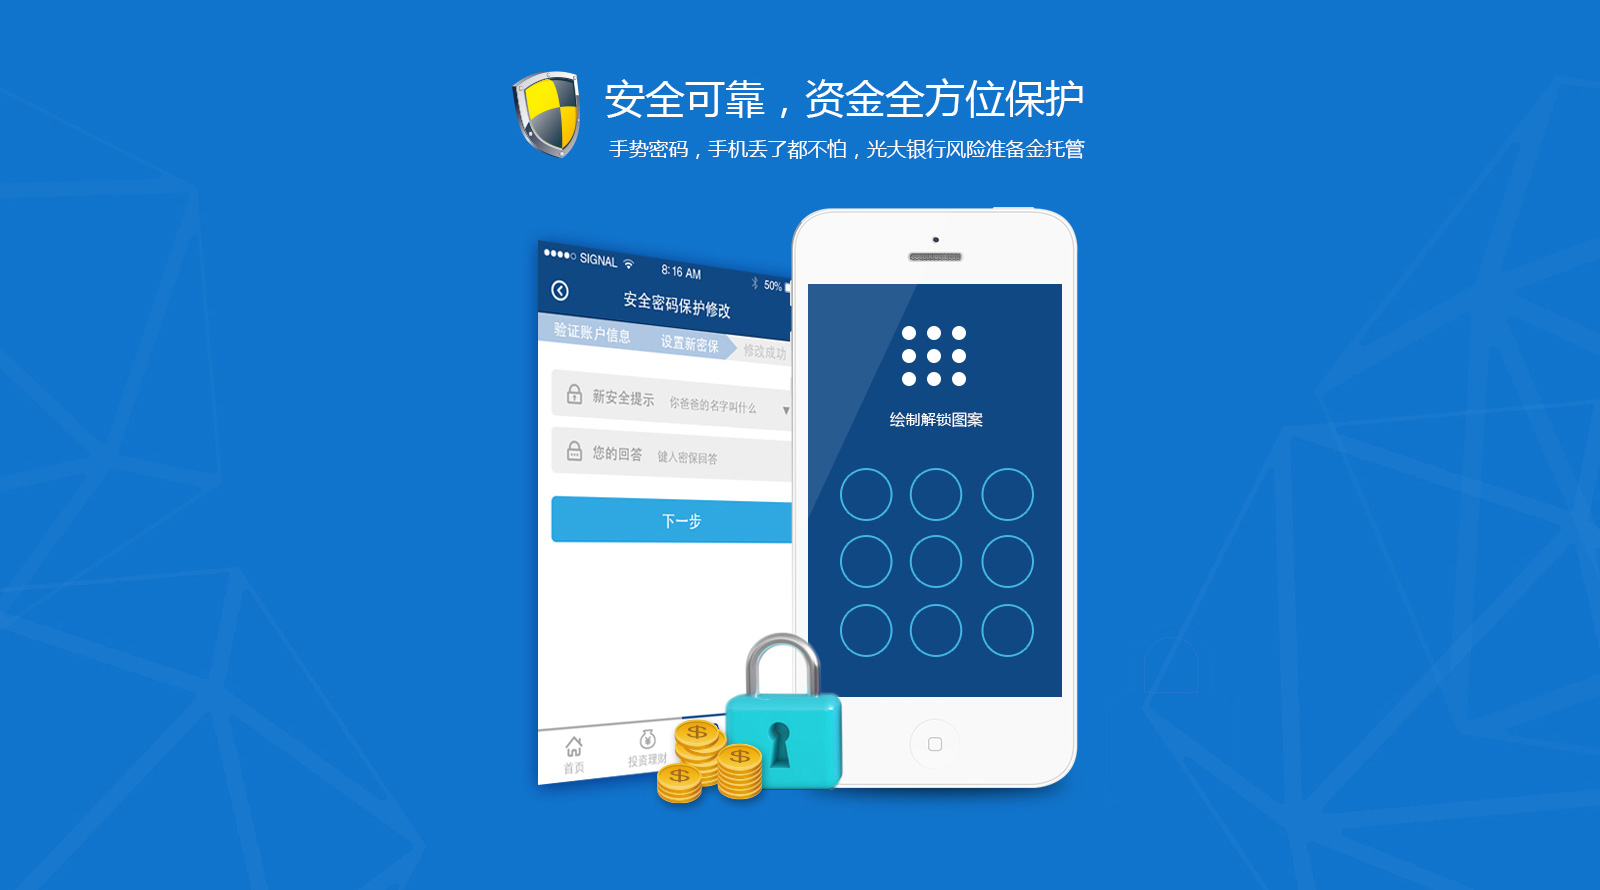 安全可靠，资金全方位保护
手势密码，手机丢了都不怕，光大银行风险准备金托管
SIGNAL 8:16 AM 50%
安全密码保护修改
验证账户信息 设置新密保 修改成功
新安全提示 你爸爸的名字叫什么
您的回答 键入密保回答
下一步
首页 投资理财
绘制解锁图案